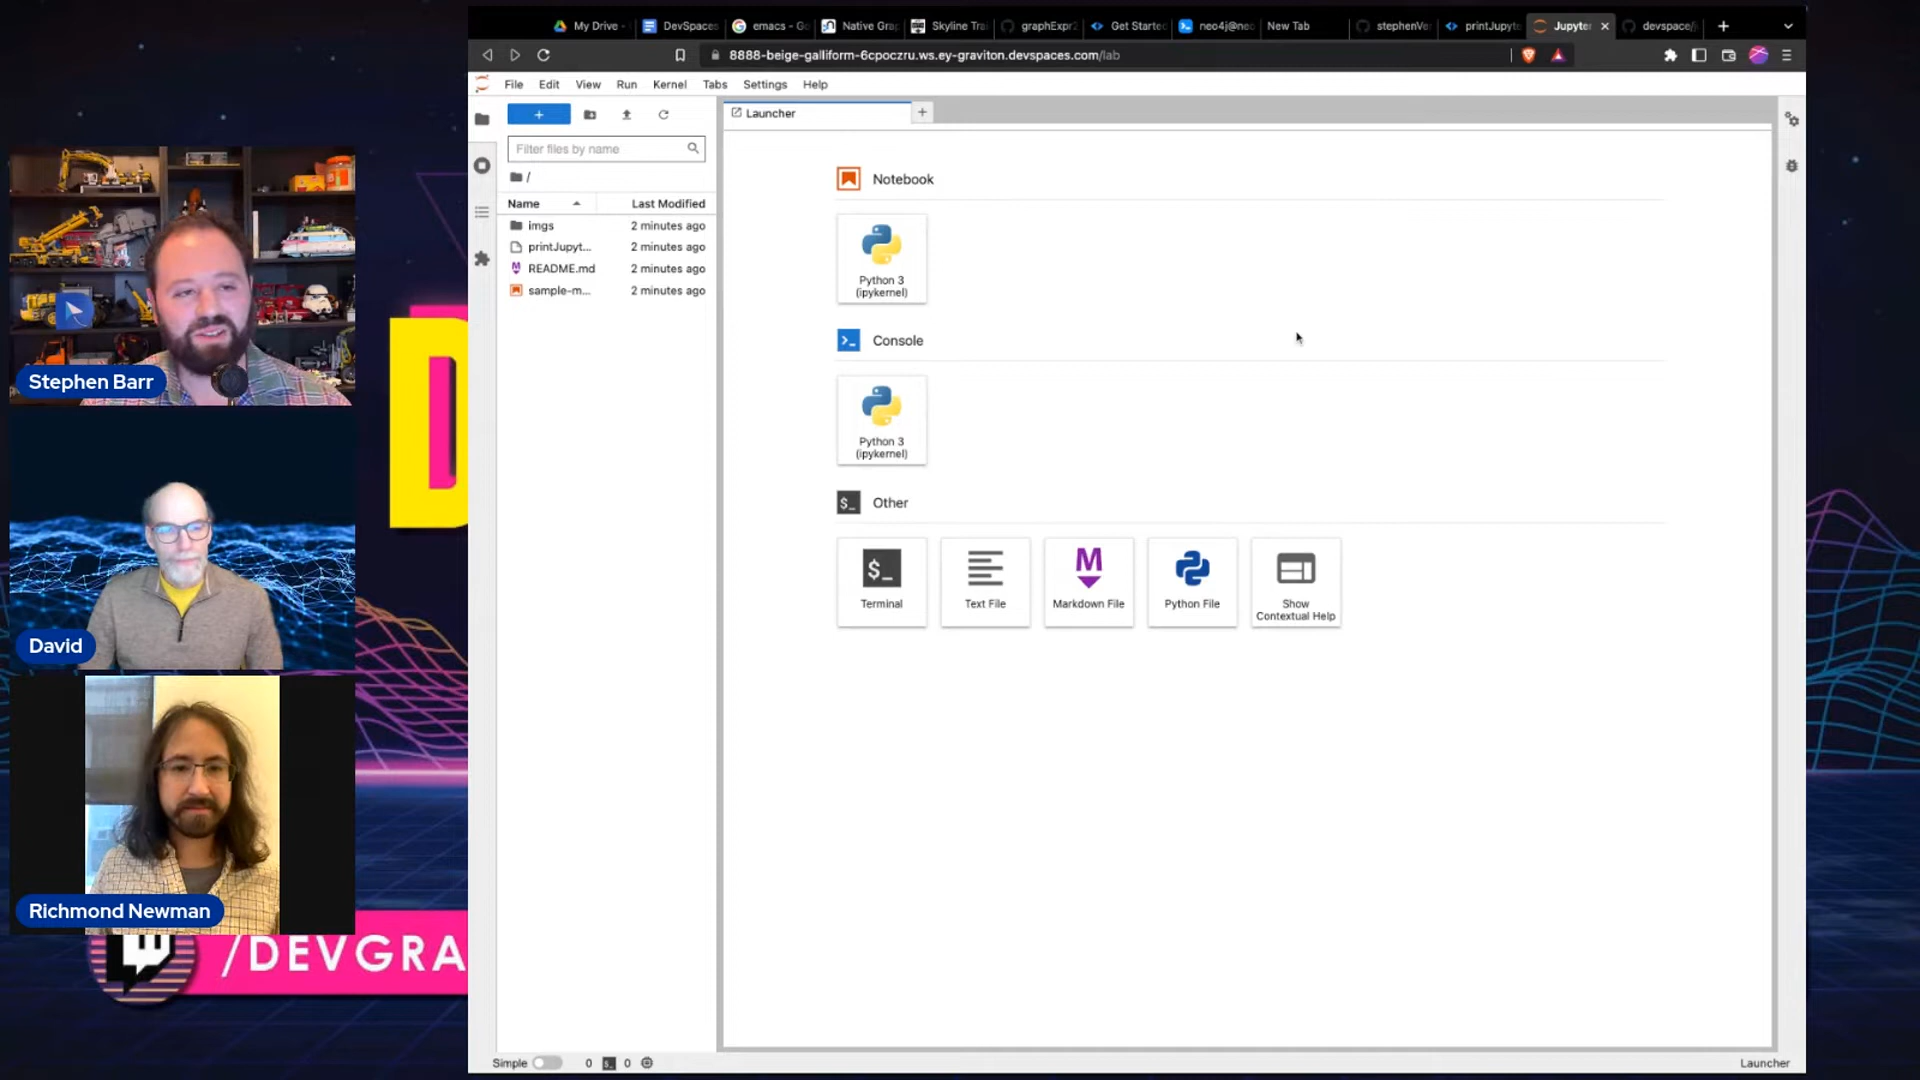 My Drive -
DevSpaces
emacs - Go
Native Gra
Skyline Tra
graphExpr
Get Started
neo4j@neo
New Tab
stephenVe
printJupyte
Jupyter
devspace/j
8888-beige-galliform-6cpoczru.ws.ey-graviton.devspaces.com/lab
File Edit View Run Kernel Tabs Settings Help
Launcher
Filter files by name
/
Name Last Modified
imgs 2 minutes ago
printJupyt... 2 minutes ago
README.md 2 minutes ago
sample-m... 2 minutes ago
Notebook
Python 3
(ipykernel)
Console
Python 3
(ipykernel)
$_ Other
$_
Terminal
Text File
M
Markdown File
Python File
Show
Contextual Help
Simple 0 0
Launcher
Stephen Barr
David
Richmond Newman
D
/DEVGRA